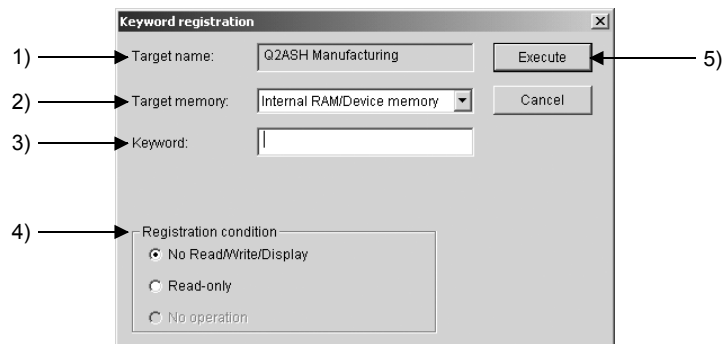 Keyword registration
1) Target name: Q2ASH Manufacturing Execute 5)
2) Target memory: Internal RAM/Device memory Cancel
3) Keyword:
4) Registration condition
No Read/Write/Display
Read-only
No operation